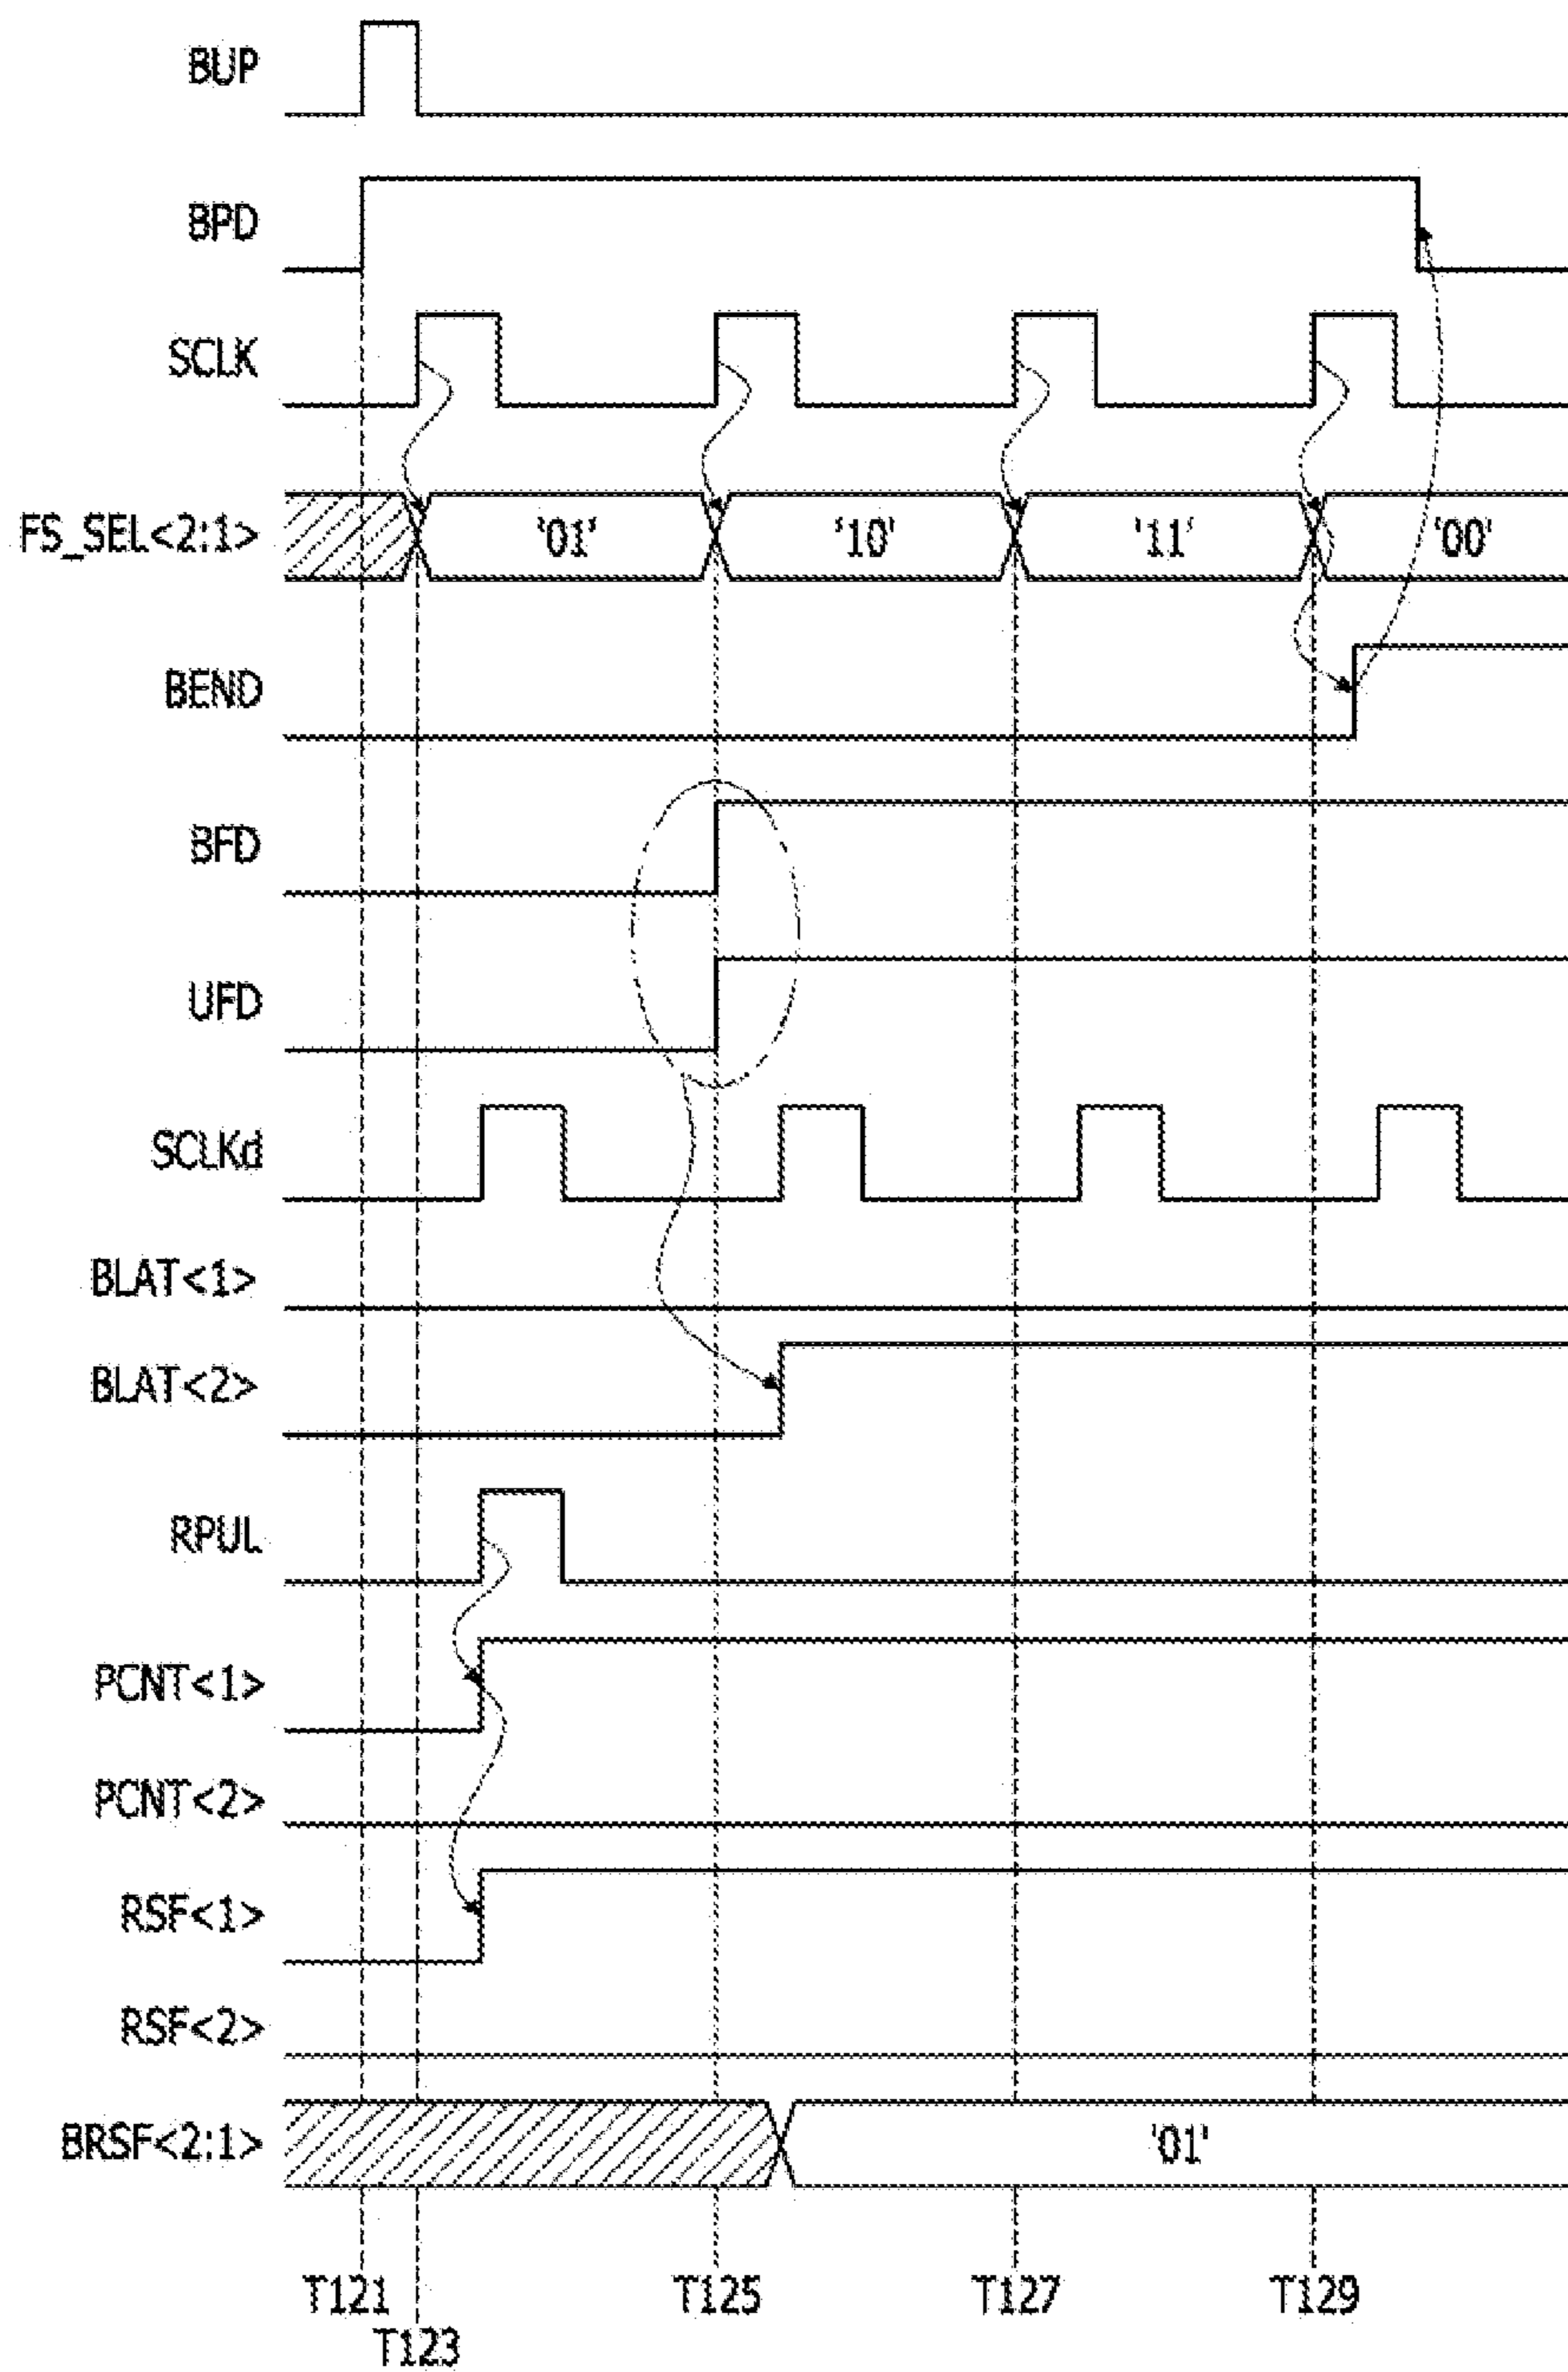 BUP
BPD
SCLK
FS_SEL<2:1> '01' '10' '11' '00'
BEND
BFD
UFD
SCLKd
BLAT<1>
BLAT<2>
RPUL
PCNT<1>
PCNT<2>
RSF<1>
RSF<2>
BRSF<2:1> '01'
T121 T125 T127 T129
T123